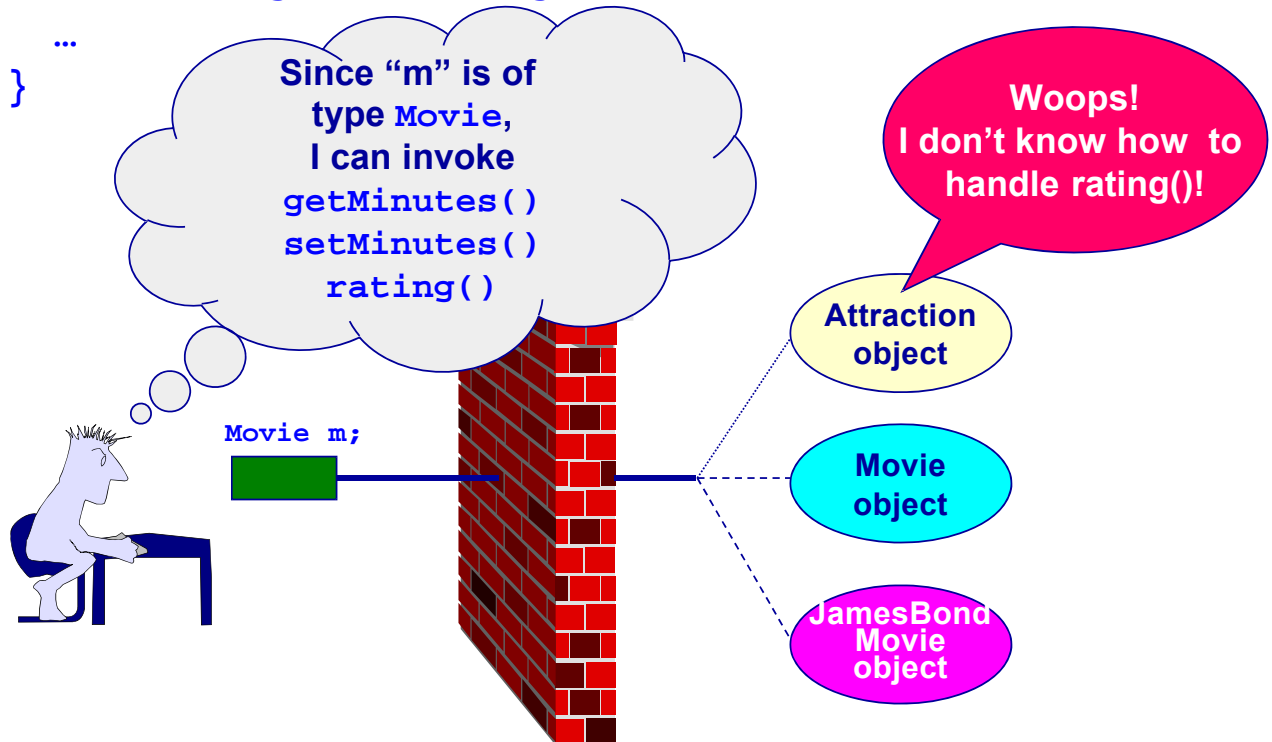 …
}
Since “m” is of
type Movie,
I can invoke
getMinutes()
setMinutes()
rating()
Woops!
I don’t know how to
handle rating()!
Attraction
object
Movie m;
Movie
object
JamesBond
Movie
object